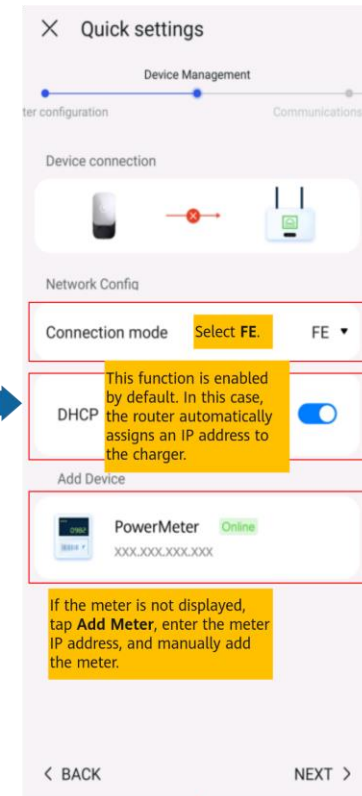 Quick settings
Device Management
ter configuration
Communications
Device connection
Network Config
Connection mode
Select FE.
FE
This function is enabled
by default. In this case,
DHCP
the router automatically
assigns an IP address to
the charger.
Add Device
PowerMeter
Online
XXX.XXX.XXX.XXX
If the meter is not displayed,
tap Add Meter, enter the meter
IP address, and manually add
the meter.
< BACK
NEXT >